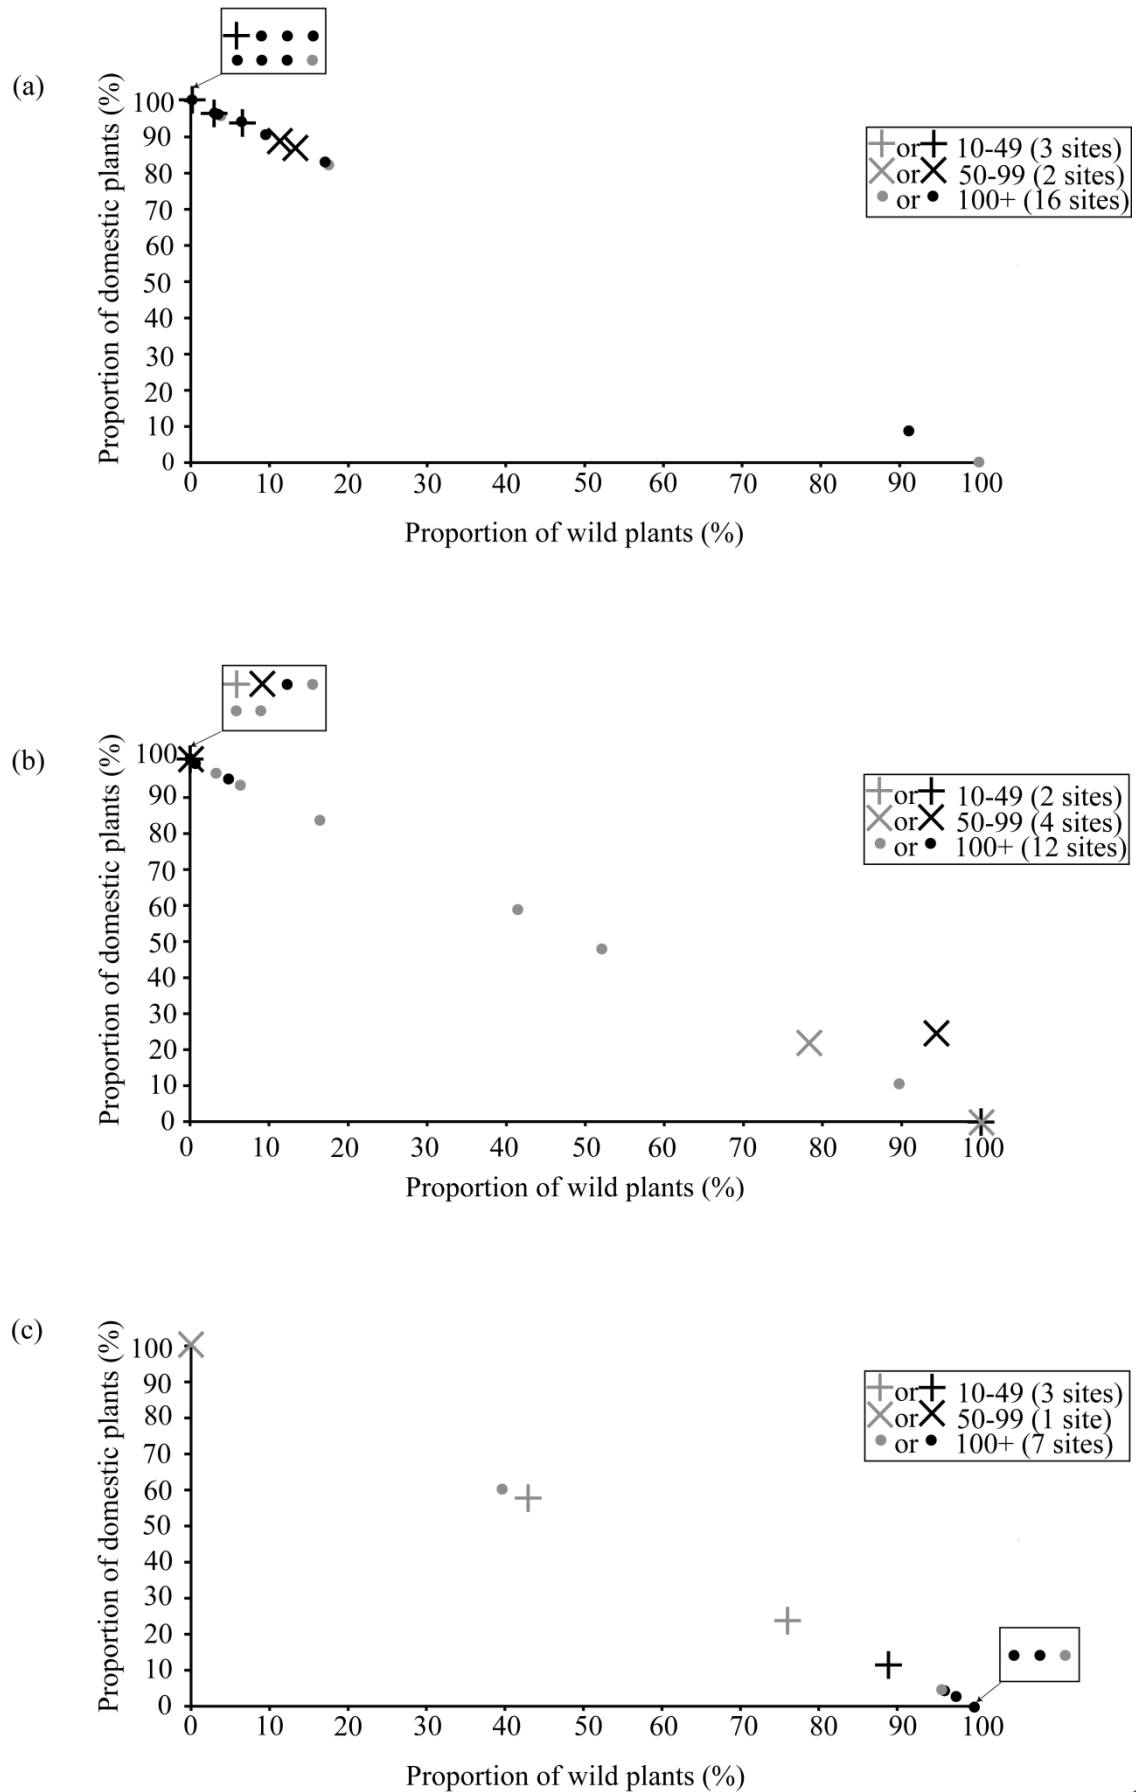 (a)
Proportion of domestic plants (%)
100
90
80
70
60
50
40
30
20
10
0
0 10 20 30 40 50 60 70 80 90 100
Proportion of wild plants (%)
or 10-49 (3 sites)
or 50-99 (2 sites)
or 100+ (16 sites)
(b)
Proportion of domestic plants (%)
100
90
80
70
60
50
40
30
20
10
0
0 10 20 30 40 50 60 70 80 90 100
Proportion of wild plants (%)
or 10-49 (2 sites)
or 50-99 (4 sites)
or 100+ (12 sites)
(c)
Proportion of domestic plants (%)
100
90
80
70
60
50
40
30
20
10
0
0 10 20 30 40 50 60 70 80 90 100
Proportion of wild plants (%)
or 10-49 (3 sites)
or 50-99 (1 site)
or 100+ (7 sites)